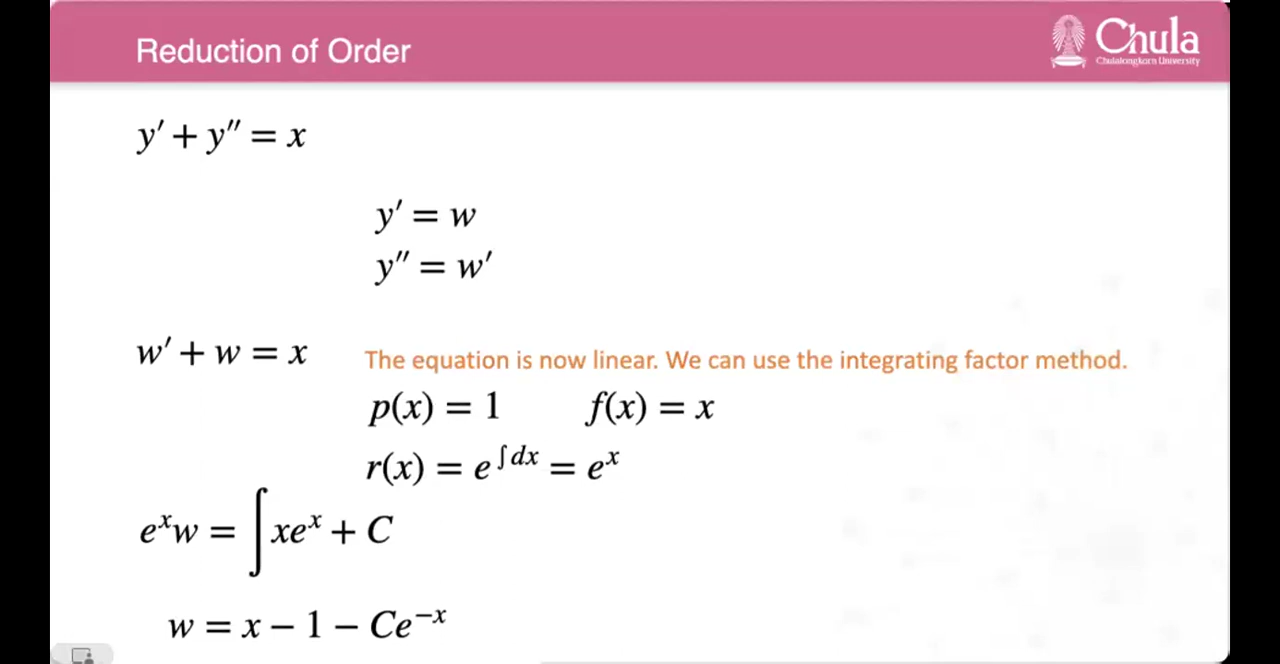 Reduction of Order
Chula
Chulalongkorn University
y′ + y″ = x
y′ = w
y″ = w′
w′ + w = x
The equation is now linear. We can use the integrating factor method.
p(x) = 1 f(x) = x
r(x) = e^{∫dx} = e^x
e^x w = ∫ xe^x + C
w = x − 1 − Ce^{−x}